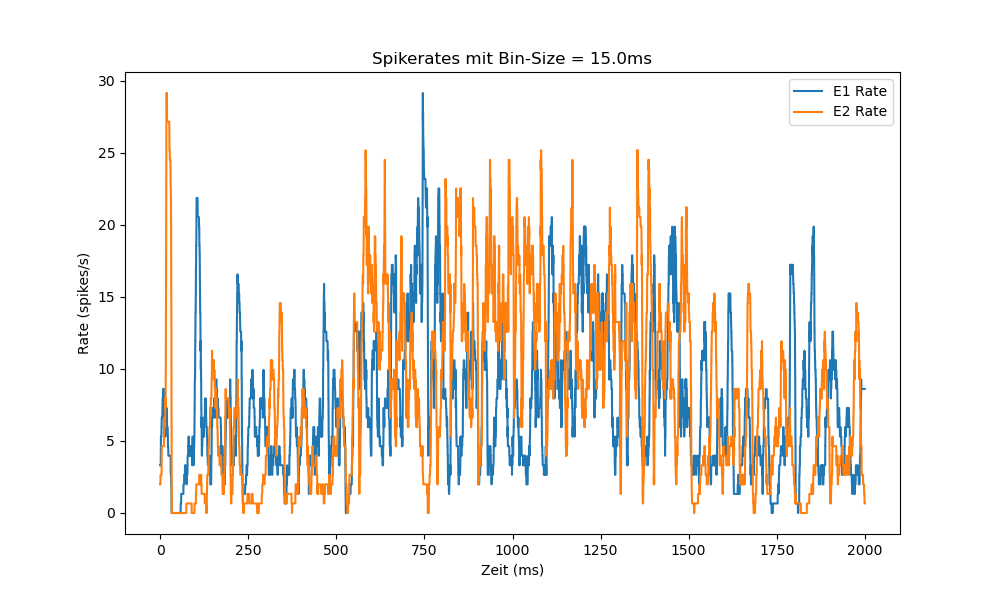 Spikerates mit Bin-Size = 15.0ms
E1 Rate
E2 Rate
Rate (spikes/s)
30
25
20
15
10
5
0
0 250 500 750 1000 1250 1500 1750 2000
Zeit (ms)